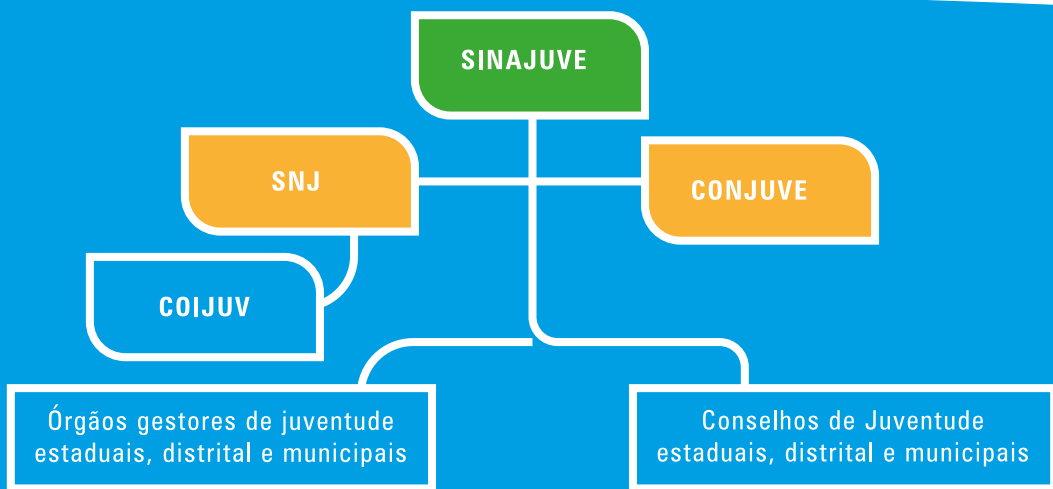 SINAJUVE
SNJ
CONJUVE
COIJUV
Órgãos gestores de juventude
estaduais, distrital e municipais
Conselhos de Juventude
estaduais, distrital e municipais